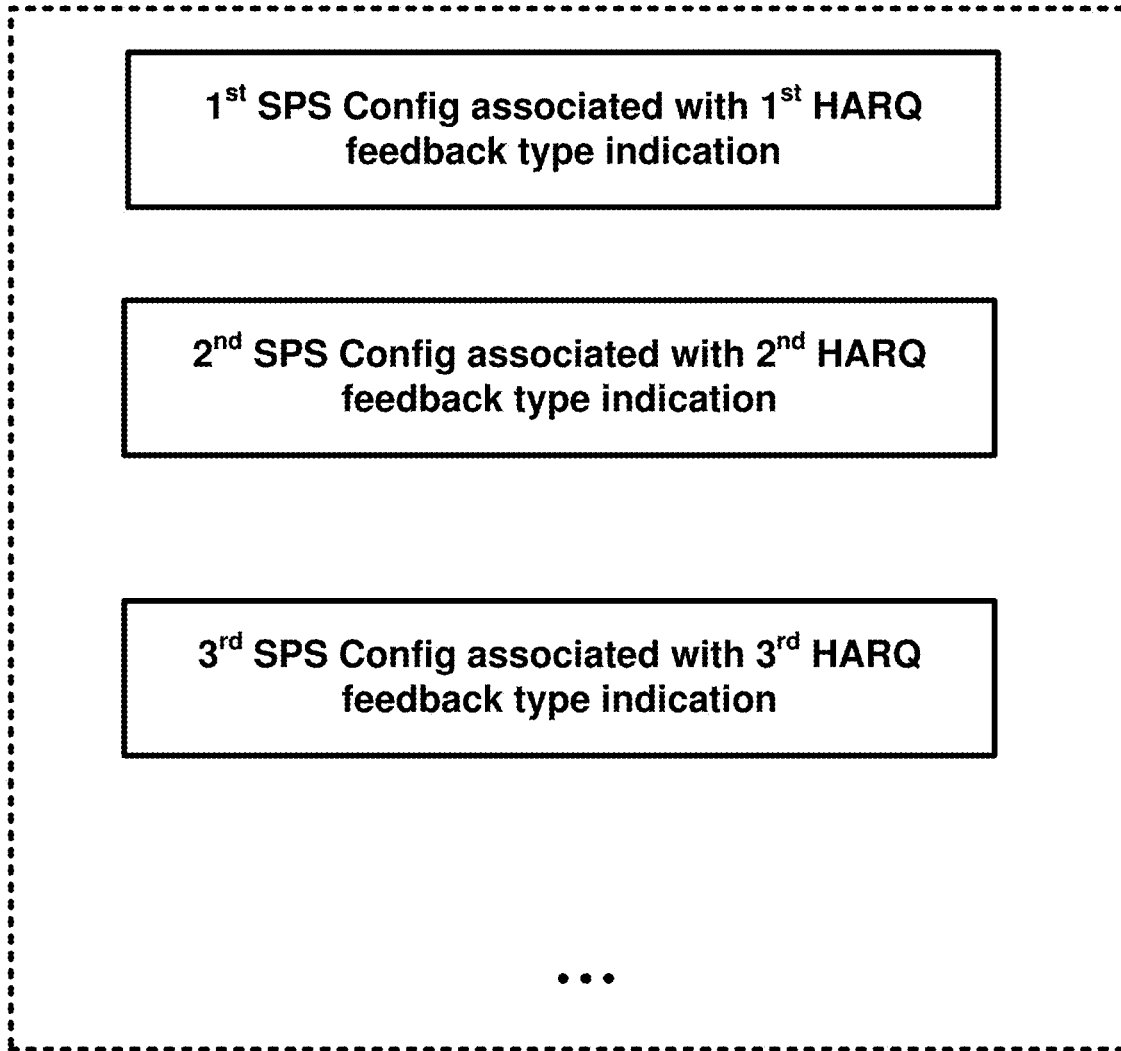 1st SPS Config associated with 1st HARQ
feedback type indication
2nd SPS Config associated with 2nd HARQ
feedback type indication
3rd SPS Config associated with 3rd HARQ
feedback type indication
...